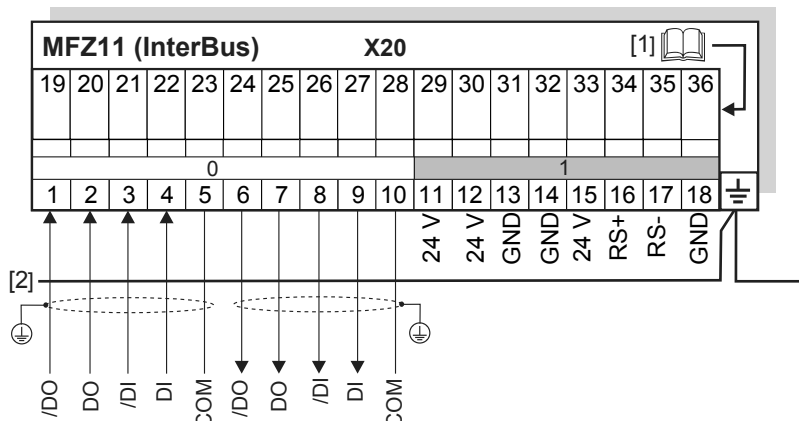 MFZ11 (InterBus) X20 [1]
19 20 21 22 23 24 25 26 27 28 29 30 31 32 33 34 35 36
0 1
1 2 3 4 5 6 7 8 9 10 11 12 13 14 15 16 17 18
24 V 24 V GND GND 24 V RS+ RS- GND
[2]
/DO DO /DI DI COM /DO DO /DI DI COM